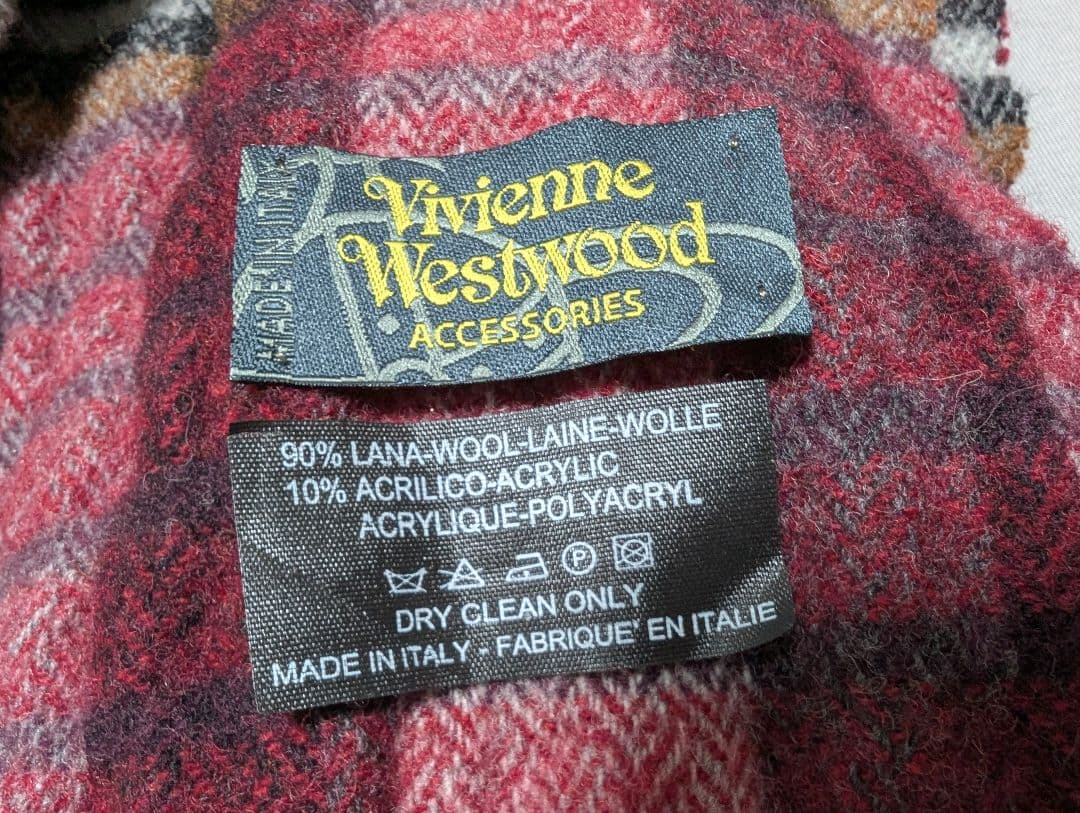 MADE IN ITALY
Vivienne
Westwood
ACCESSORIES
90% LANA-WOOL-LAINE-WOLLE
10% ACRILICO-ACRYLIC
ACRYLIQUE-POLYACRYL
P
DRY CLEAN ONLY
MADE IN ITALY - FABRIQUE' EN ITALIE